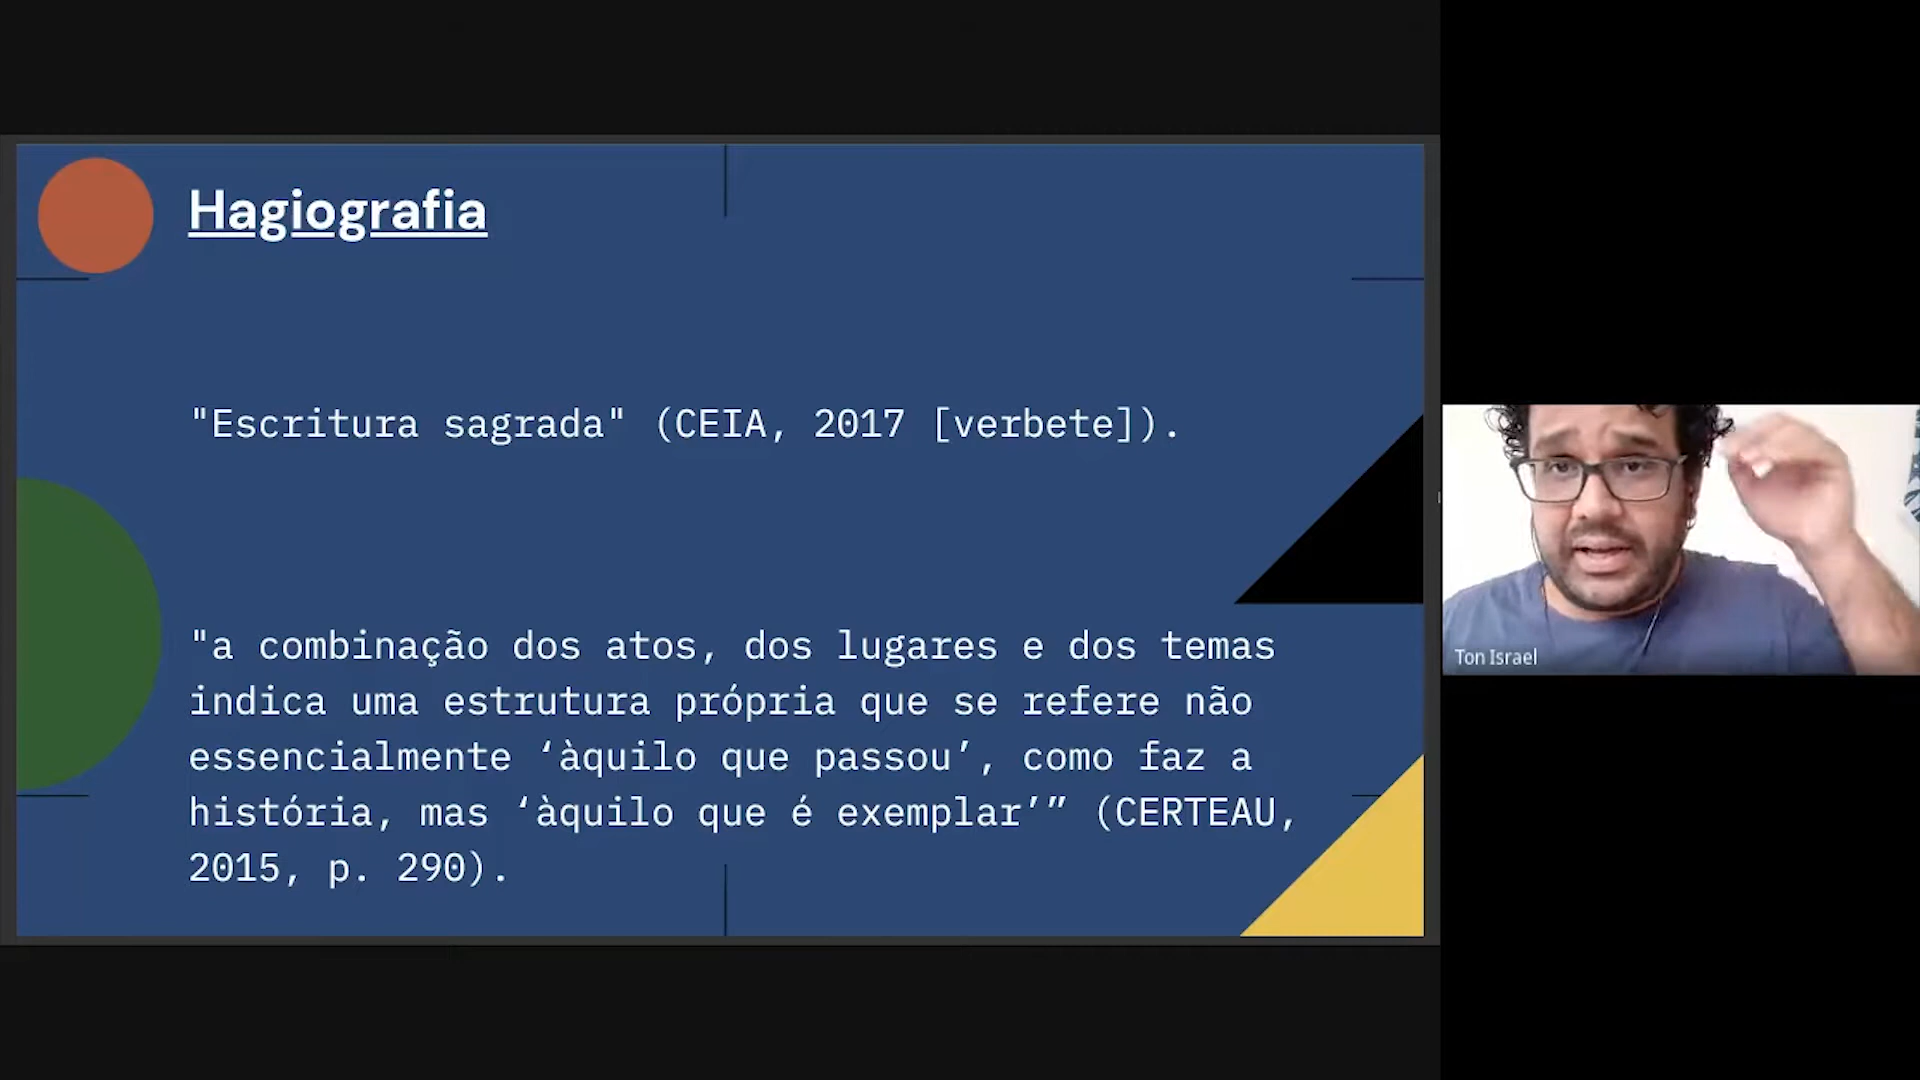 Hagiografia
"Escritura sagrada" (CEIA, 2017 [verbete]).
"a combinação dos atos, dos lugares e dos temas
indica uma estrutura própria que se refere não
essencialmente ‘àquilo que passou’, como faz a
história, mas ‘àquilo que é exemplar’” (CERTEAU,
2015, p. 290).
Ton Israel